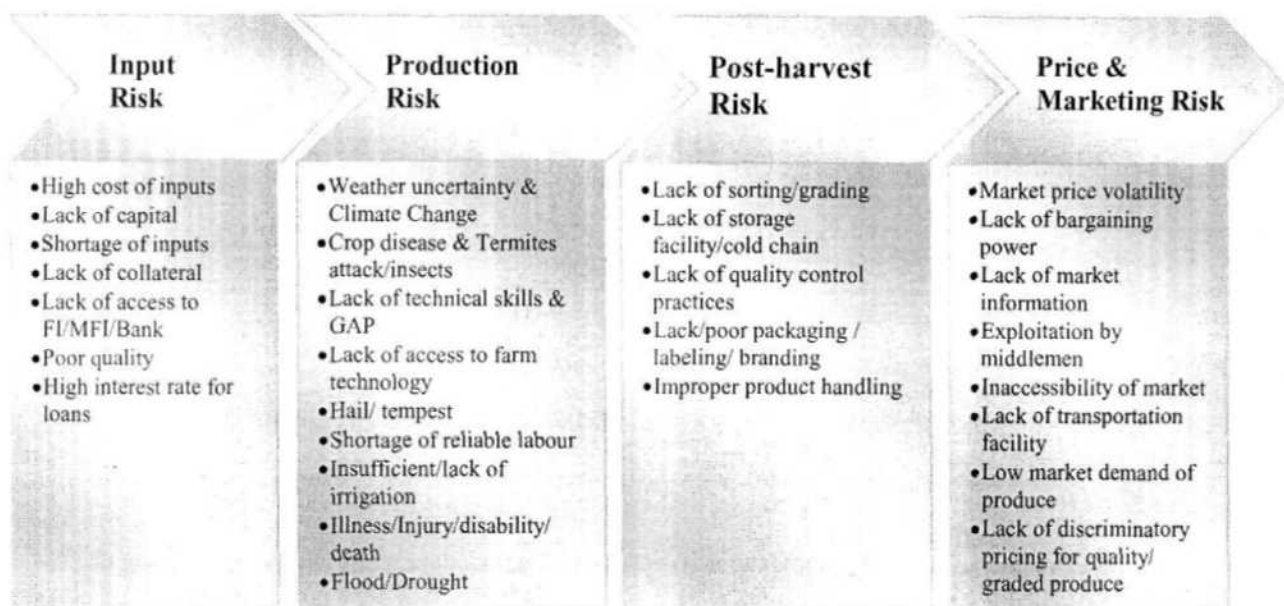 Input
Risk
•High cost of inputs
•Lack of capital
•Shortage of inputs
•Lack of collateral
•Lack of access to
FI/MFI/Bank
•Poor quality
•High interest rate for
loans
Production
Risk
•Weather uncertainty &
Climate Change
•Crop disease & Termites
attack/insects
•Lack of technical skills &
GAP
•Lack of access to farm
technology
•Hail/ tempest
•Shortage of reliable labour
•Insufficient/lack of
irrigation
•Illness/Injury/disability/
death
•Flood/Drought
Post-harvest
Risk
•Lack of sorting/grading
•Lack of storage
facility/cold chain
•Lack of quality control
practices
•Lack/poor packaging /
labeling/ branding
•Improper product handling
Price &
Marketing Risk
•Market price volatility
•Lack of bargaining
power
•Lack of market
information
•Exploitation by
middlemen
•Inaccessibility of market
•Lack of transportation
facility
•Low market demand of
produce
•Lack of discriminatory
pricing for quality/
graded produce